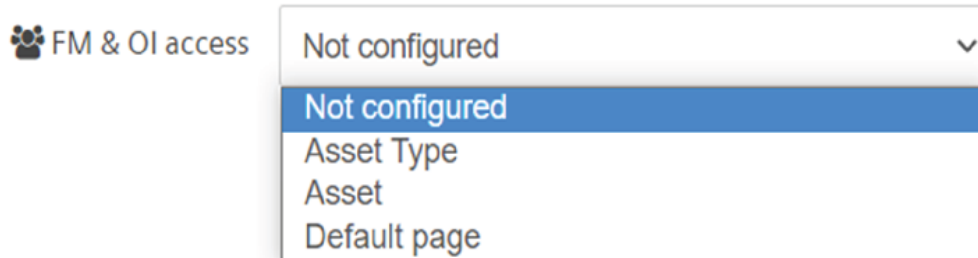 FM & OI access
Not configured
Not configured
Asset Type
Asset
Default page